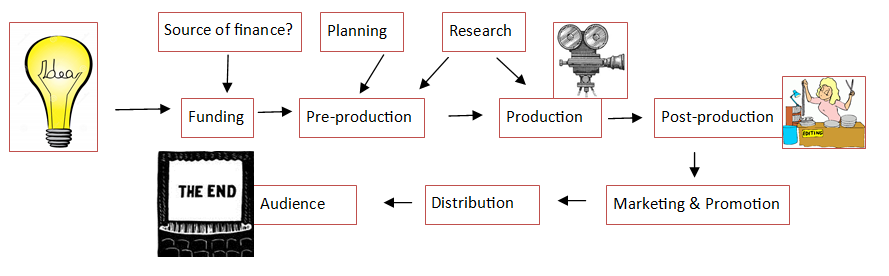 Source of finance?
Planning
Research
Idea
Funding
Pre-production
Production
Post-production
EDITING
THE END
Audience
Distribution
Marketing & Promotion